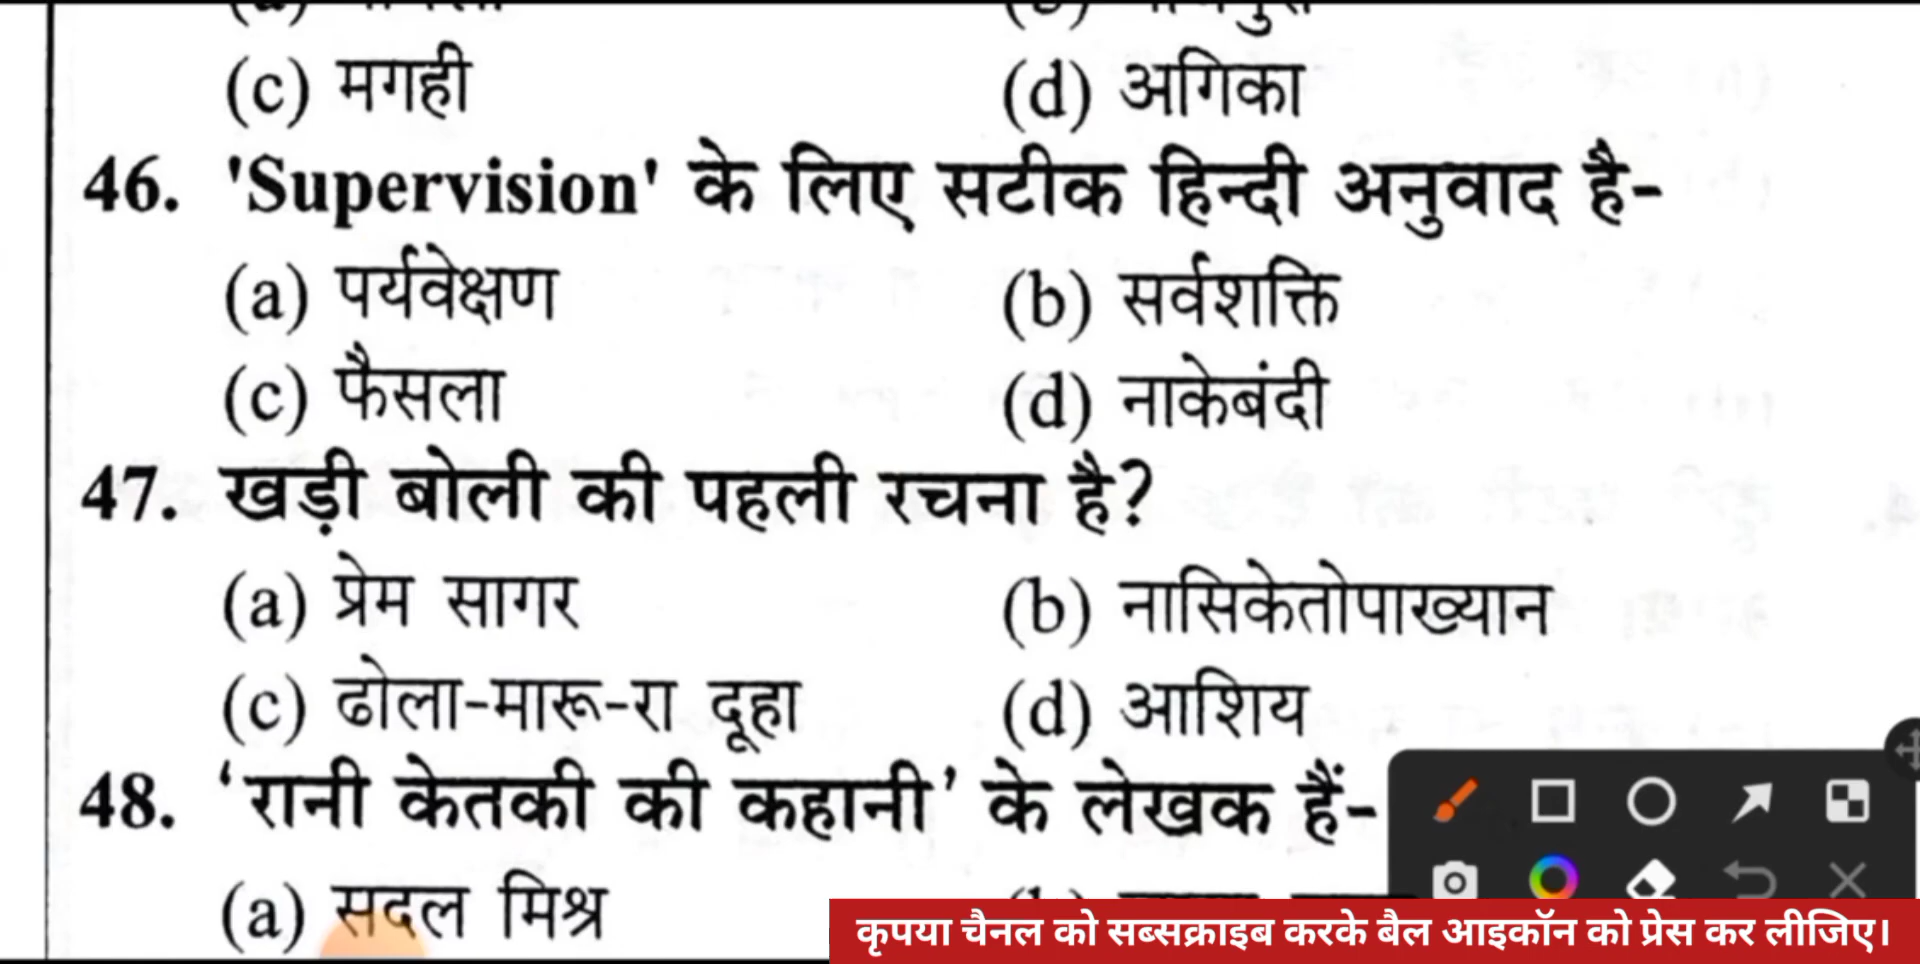 (c) मगही (d) अगिका
46. 'Supervision' के लिए सटीक हिन्दी अनुवाद है-
(a) पर्यवेक्षण (b) सर्वशक्ति
(c) फैसला (d) नाकेबंदी
47. खड़ी बोली की पहली रचना है?
(a) प्रेम सागर (b) नासिकेतोपाख्यान
(c) ढोला-मारू-रा दूहा (d) आशिय
48. ‘रानी केतकी की कहानी’ के लेखक हैं-
(a) सदल मिश्र
कृपया चैनल को सब्सक्राइब करके बैल आइकॉन को प्रेस कर लीजिए।